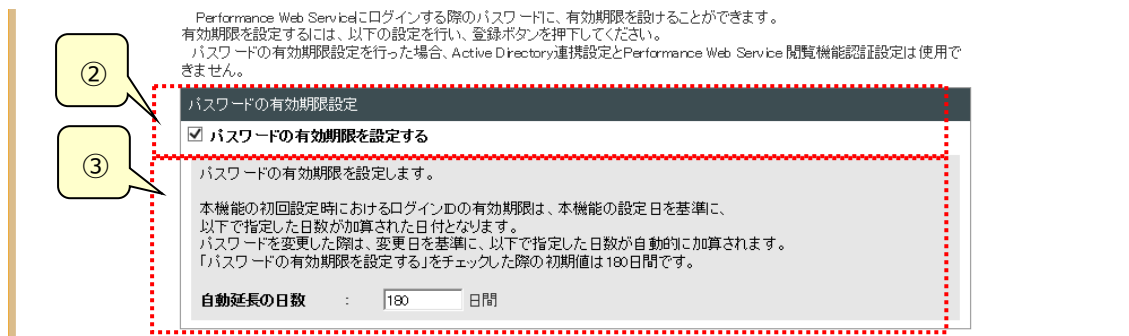 Performance Web Serviceにログインする際のパスワードに、有効期限を設けることができます。
有効期限を設定するには、以下の設定を行い、登録ボタンを押下してください。
パスワードの有効期限設定を行った場合、Active Directory連携設定とPerformance Web Service 閲覧機能認証設定は使用で
きません。
②
パスワードの有効期限設定
パスワードの有効期限を設定する
③
パスワードの有効期限を設定します。
本機能の初回設定時におけるログインIDの有効期限は、本機能の設定日を基準に、
以下で指定した日数が加算された日付となります。
パスワードを変更した際は、変更日を基準に、以下で指定した日数が自動的に加算されます。
「パスワードの有効期限を設定する」をチェックした際の初期値は180日間です。
自動延長の日数 : 180 日間